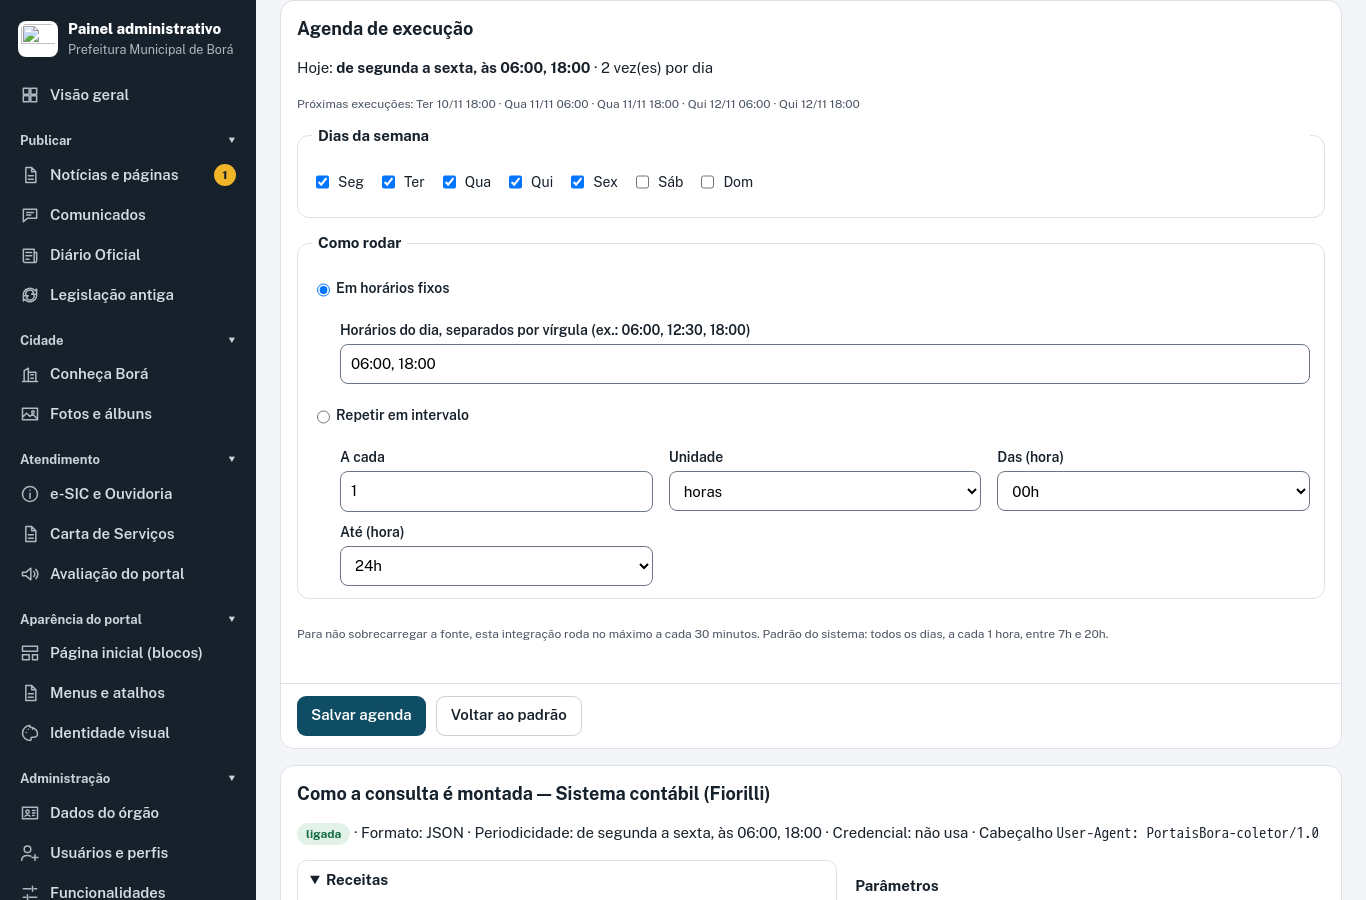 Painel administrativo
Prefeitura Municipal de Borá
Visão geral
Publicar
Notícias e páginas
1
Comunicados
Diário Oficial
Legislação antiga
Cidade
Conheça Borá
Fotos e álbuns
Atendimento
e-SIC e Ouvidoria
Carta de Serviços
Avaliação do portal
Aparência do portal
Página inicial (blocos)
Menus e atalhos
Identidade visual
Administração
Dados do órgão
Usuários e perfis
Funcionalidades
Agenda de execução
Hoje: de segunda a sexta, às 06:00, 18:00 · 2 vez(es) por dia
Próximas execuções: Ter 10/11 18:00 · Qua 11/11 06:00 · Qua 11/11 18:00 · Qui 12/11 06:00 · Qui 12/11 18:00
Dias da semana
Seg Ter Qua Qui Sex Sáb Dom
Como rodar
Em horários fixos
Horários do dia, separados por vírgula (ex.: 06:00, 12:30, 18:00)
06:00, 18:00
Repetir em intervalo
A cada Unidade Das (hora)
1 horas 00h
Até (hora)
24h
Para não sobrecarregar a fonte, esta integração roda no máximo a cada 30 minutos. Padrão do sistema: todos os dias, a cada 1 hora, entre 7h e 20h.
Salvar agenda Voltar ao padrão
Como a consulta é montada — Sistema contábil (Fiorilli)
ligada · Formato: JSON · Periodicidade: de segunda a sexta, às 06:00, 18:00 · Credencial: não usa · Cabeçalho User-Agent: PortaisBora-coletor/1.0
Receitas
Parâmetros